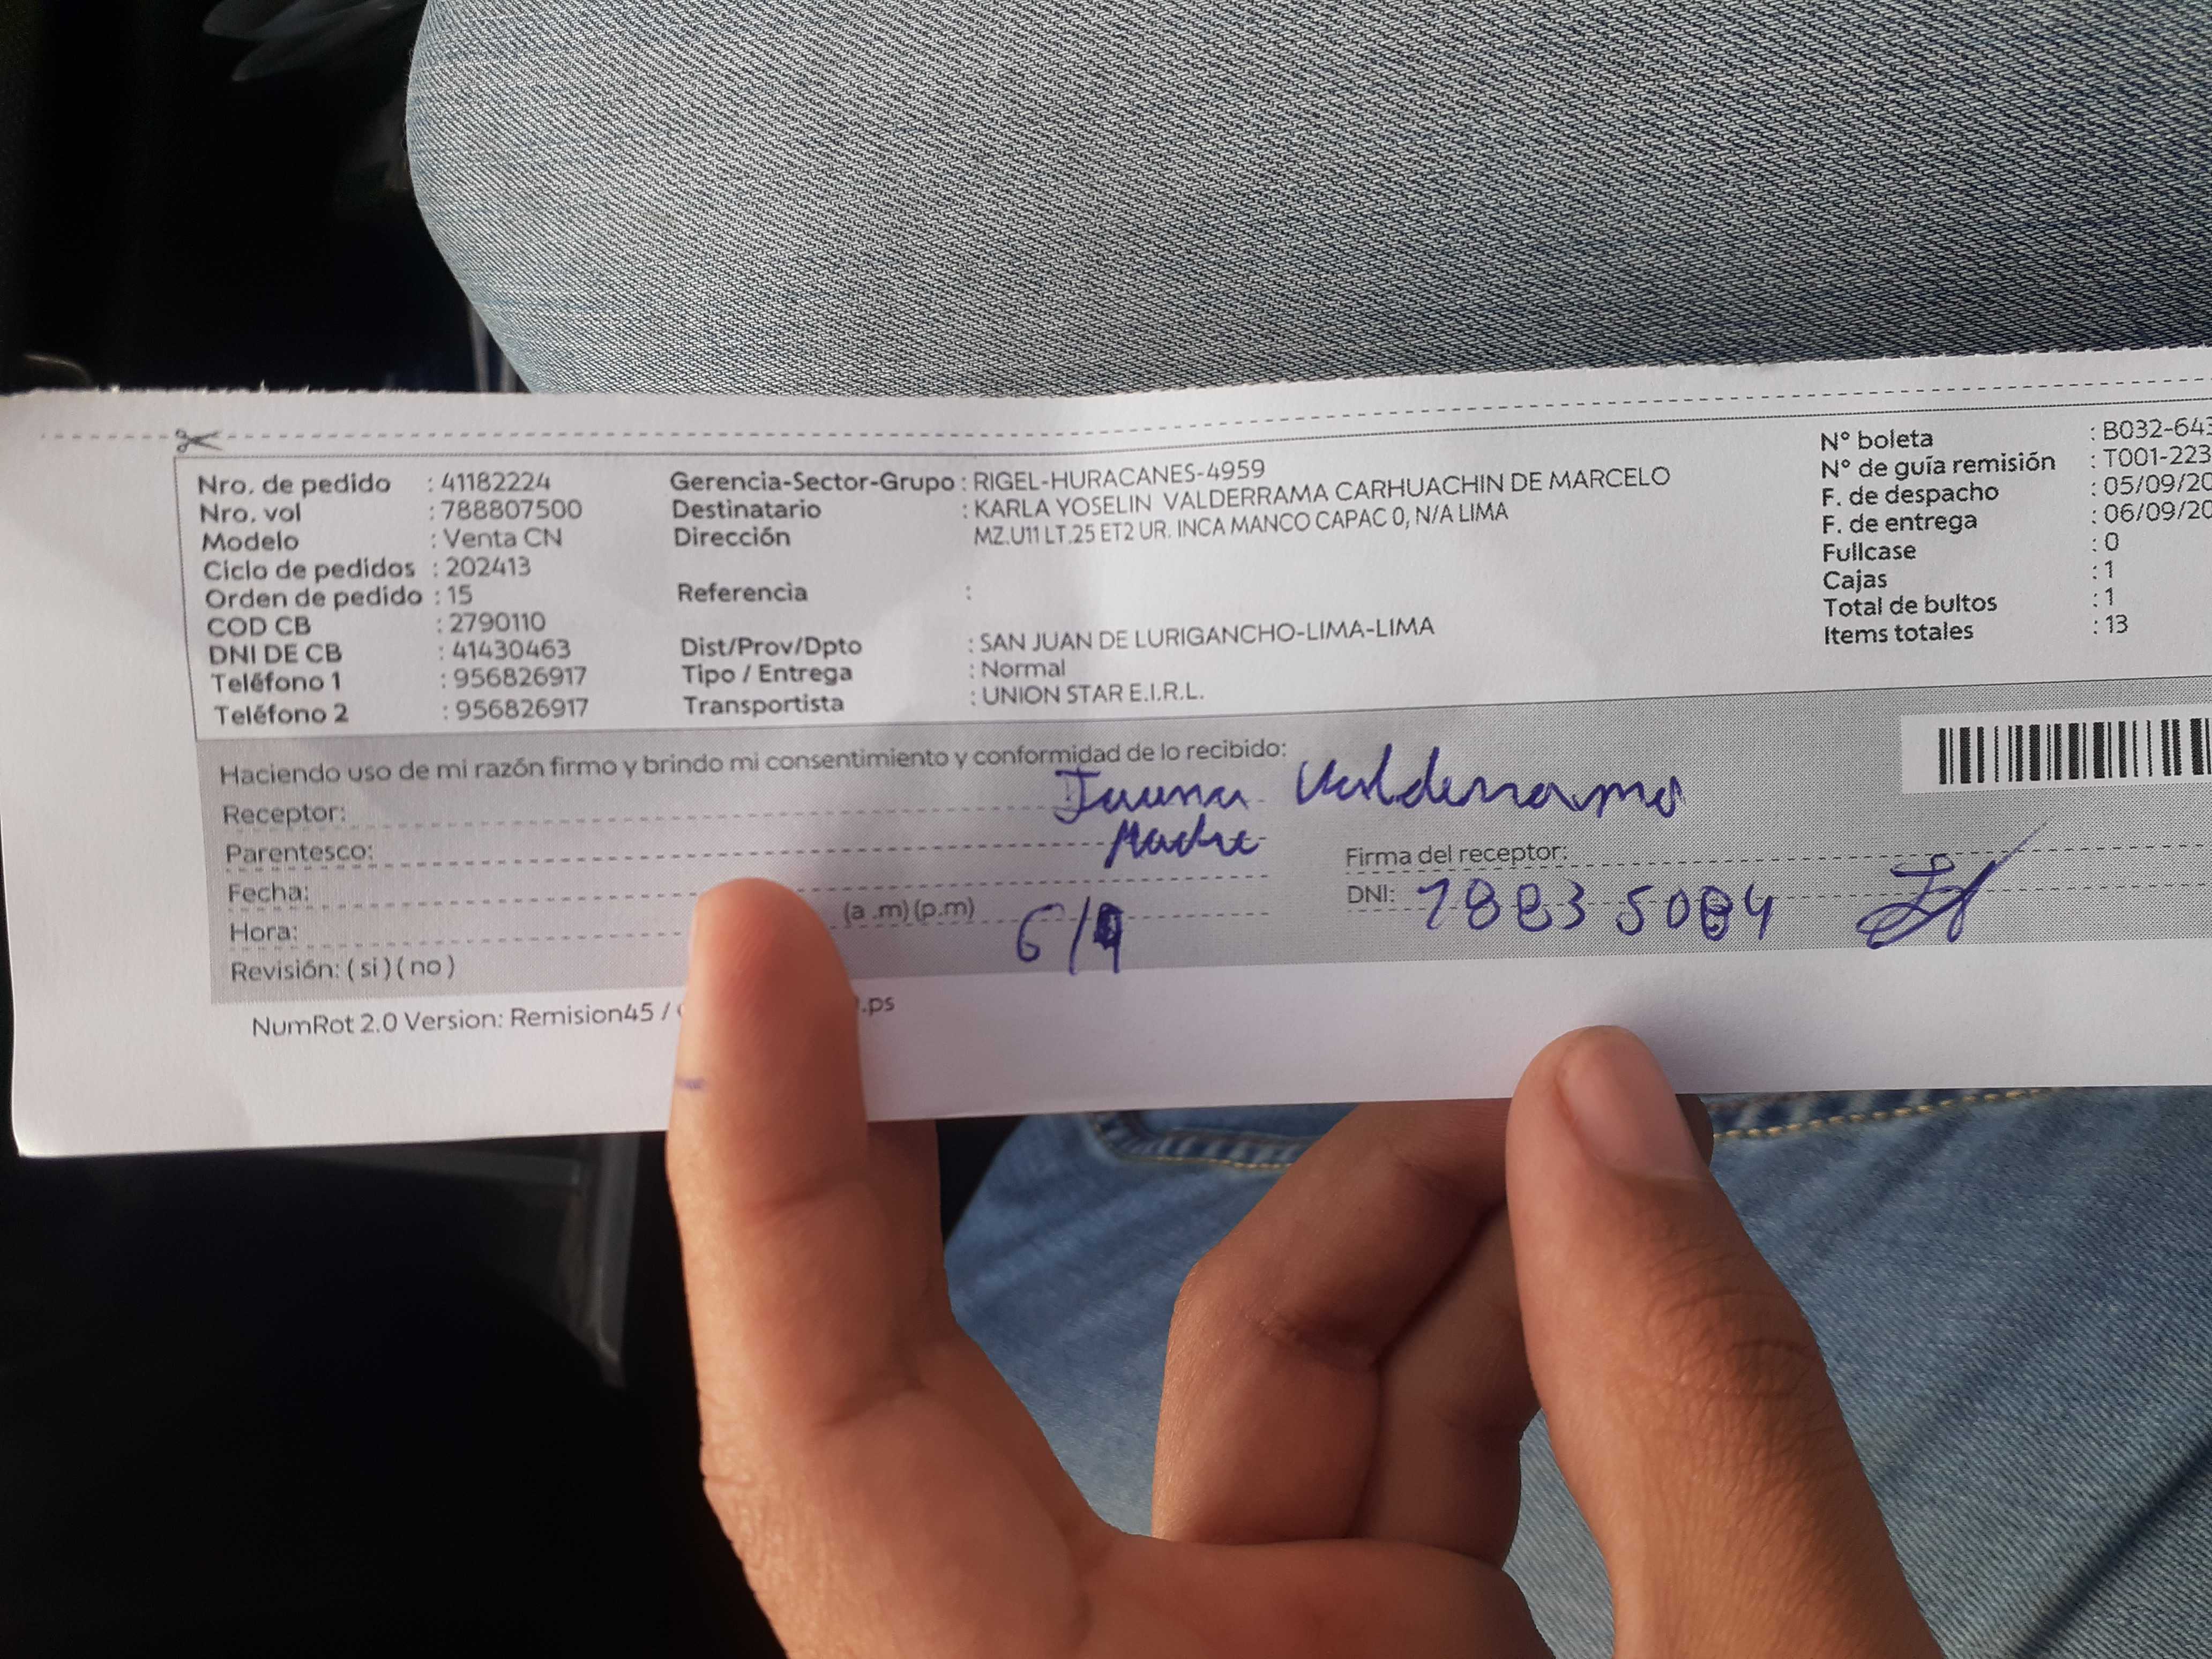 Nro. de pedido : 41182224
Nro. vol : 788807500
Modelo : Venta CN
Ciclo de pedidos : 202413
Orden de pedido : 15
COD CB : 2790110
DNI DE CB : 41430463
Teléfono 1 : 956826917
Teléfono 2 : 956826917
Gerencia-Sector-Grupo : RIGEL-HURACANES-4959
Destinatario : KARLA YOSELIN VALDERRAMA CARHUACHIN DE MARCELO
Dirección MZ.U11 LT.25 ET2 UR. INCA MANCO CAPAC 0, N/A LIMA
Referencia :
Dist/Prov/Dpto : SAN JUAN DE LURIGANCHO-LIMA-LIMA
Tipo / Entrega : Normal
Transportista : UNION STAR E.I.R.L.
N° boleta : B032-643
N° de guía remisión : T001-223
F. de despacho : 05/09/20
F. de entrega : 06/09/20
Fullcase : 0
Cajas : 1
Total de bultos : 1
Items totales : 13
Haciendo uso de mi razón firmo y brindo mi consentimiento y conformidad de lo recibido:
Receptor: Valderrama
Parentesco: Madre
Fecha:
Hora: (a .m) (p.m) 6/9
Revisión: ( si ) ( no )
Firma del receptor:
DNI:
NumRot 2.0 Version: Remision45 / .ps